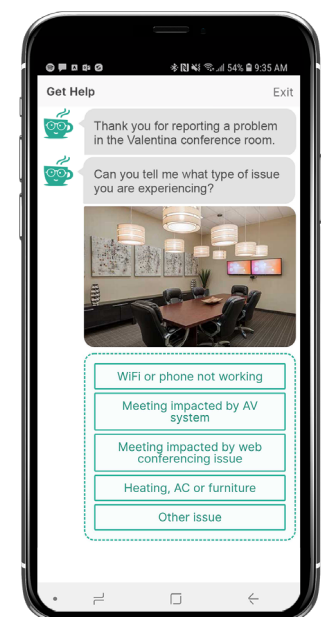 54% 9:35 AM
Get Help
Exit
Thank you for reporting a problem
in the Valentina conference room.
Can you tell me what type of issue
you are experiencing?
WiFi or phone not working
Meeting impacted by AV
system
Meeting impacted by web
conferencing issue
Heating, AC or furniture
Other issue